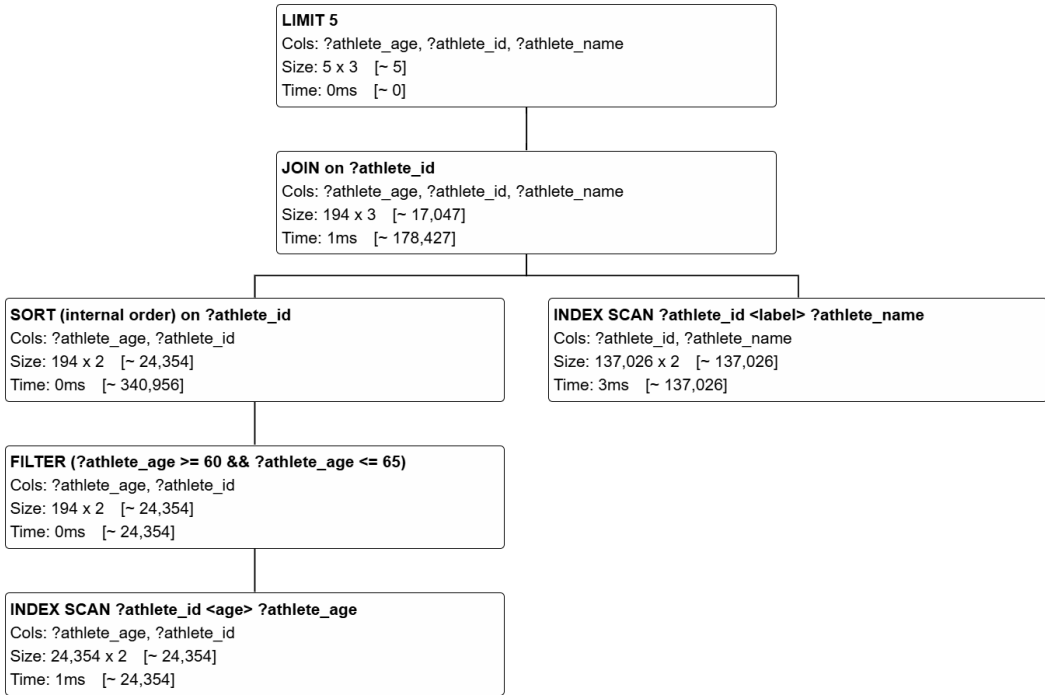 LIMIT 5
Cols: ?athlete_age, ?athlete_id, ?athlete_name
Size: 5 x 3 [~ 5]
Time: 0ms [~ 0]
JOIN on ?athlete_id
Cols: ?athlete_age, ?athlete_id, ?athlete_name
Size: 194 x 3 [~ 17,047]
Time: 1ms [~ 178,427]
SORT (internal order) on ?athlete_id
Cols: ?athlete_age, ?athlete_id
Size: 194 x 2 [~ 24,354]
Time: 0ms [~ 340,956]
INDEX SCAN ?athlete_id <label> ?athlete_name
Cols: ?athlete_id, ?athlete_name
Size: 137,026 x 2 [~ 137,026]
Time: 3ms [~ 137,026]
FILTER (?athlete_age >= 60 && ?athlete_age <= 65)
Cols: ?athlete_age, ?athlete_id
Size: 194 x 2 [~ 24,354]
Time: 0ms [~ 24,354]
INDEX SCAN ?athlete_id <age> ?athlete_age
Cols: ?athlete_age, ?athlete_id
Size: 24,354 x 2 [~ 24,354]
Time: 1ms [~ 24,354]